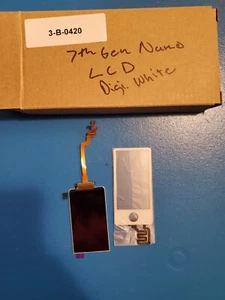 3-B-0420
7th Gen Nano
LCD
Digi. White